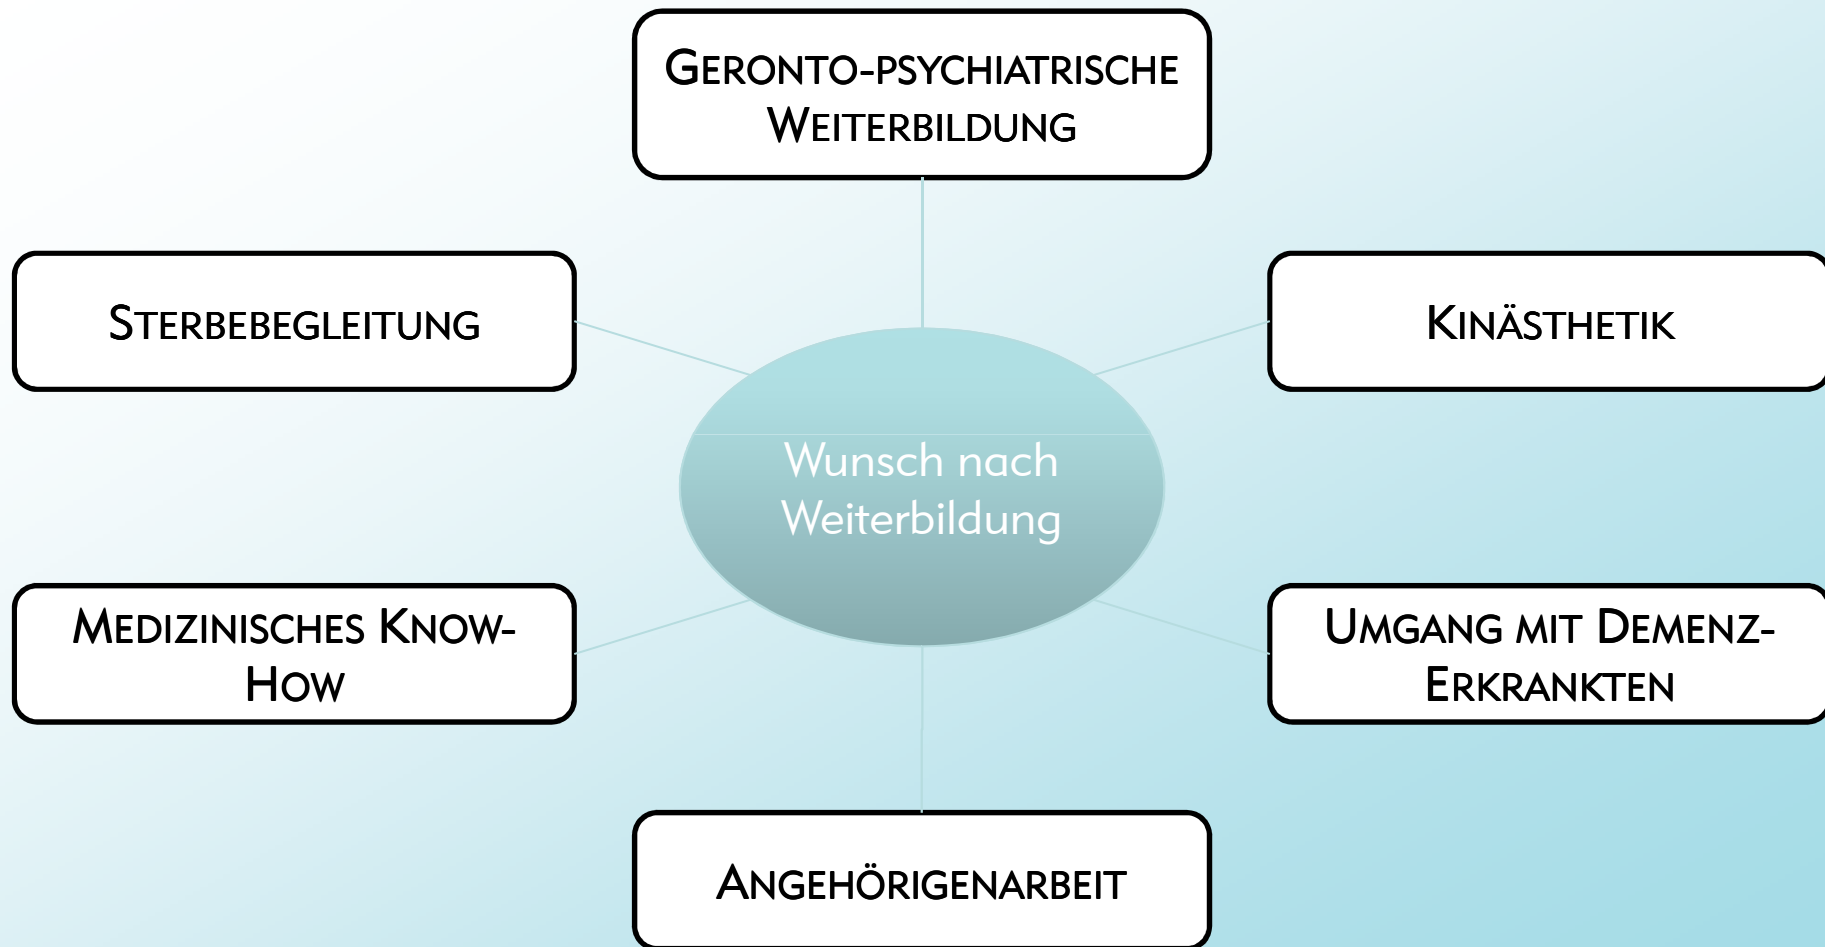 GERONTO-PSYCHIATRISCHE
WEITERBILDUNG
STERBEBEGLEITUNG
KINÄSTHETIK
Wunsch nach
Weiterbildung
MEDIZINISCHES KNOW-
HOW
UMGANG MIT DEMENZ-
ERKRANKTEN
ANGEHÖRIGENARBEIT